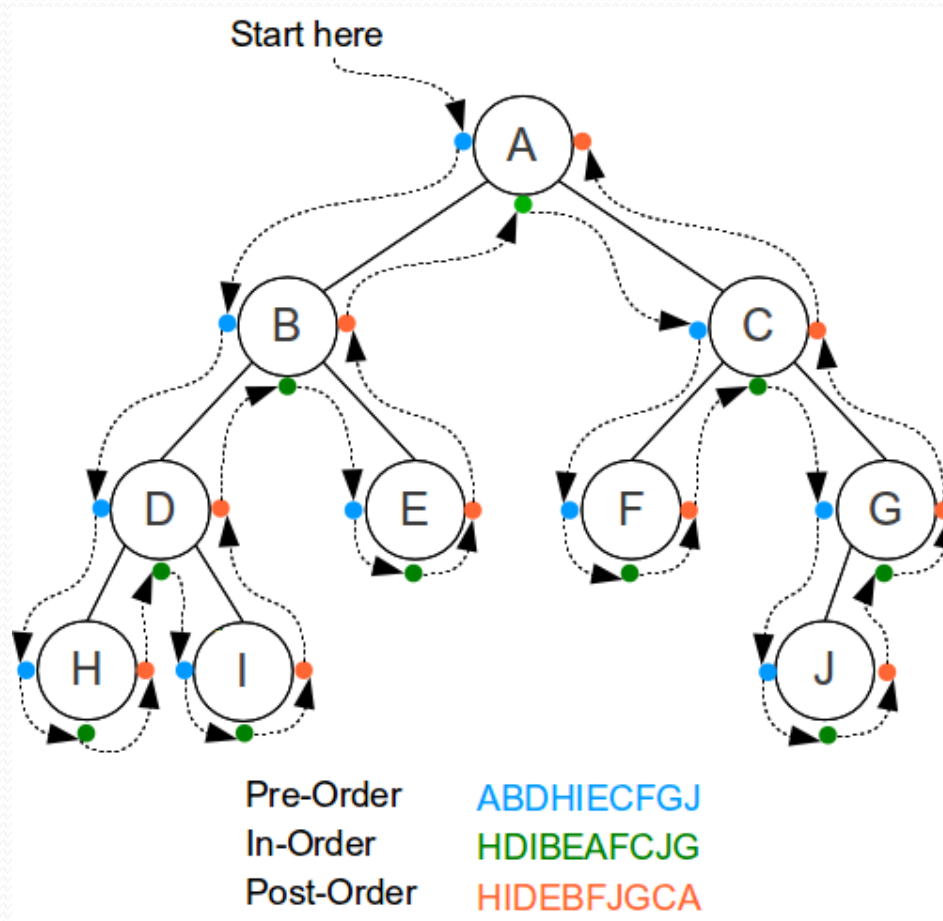 Start here
A
B C
D E F G
H I J
Pre-Order ABDHIECFGJ
In-Order HDIBEAFCJG
Post-Order HIDEBFJGCA